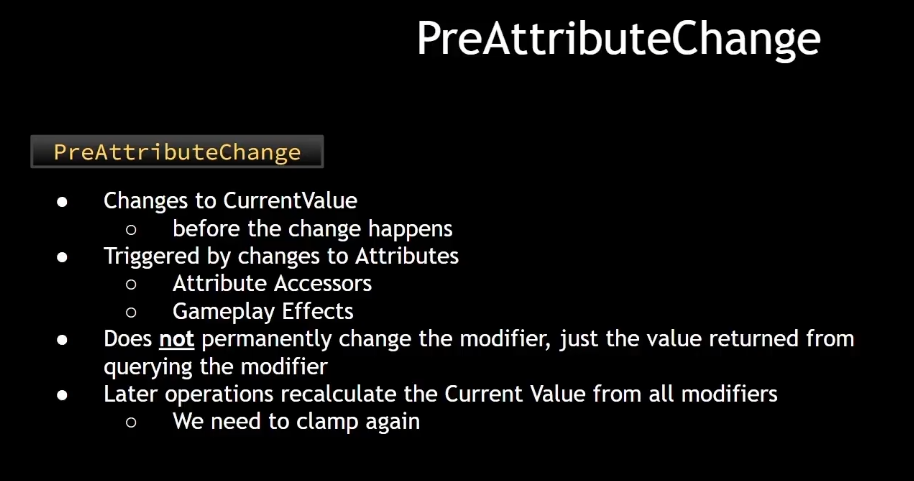 PreAttributeChange
PreAttributeChange
● Changes to CurrentValue
○ before the change happens
● Triggered by changes to Attributes
○ Attribute Accessors
○ Gameplay Effects
● Does not permanently change the modifier, just the value returned from
querying the modifier
● Later operations recalculate the Current Value from all modifiers
○ We need to clamp again